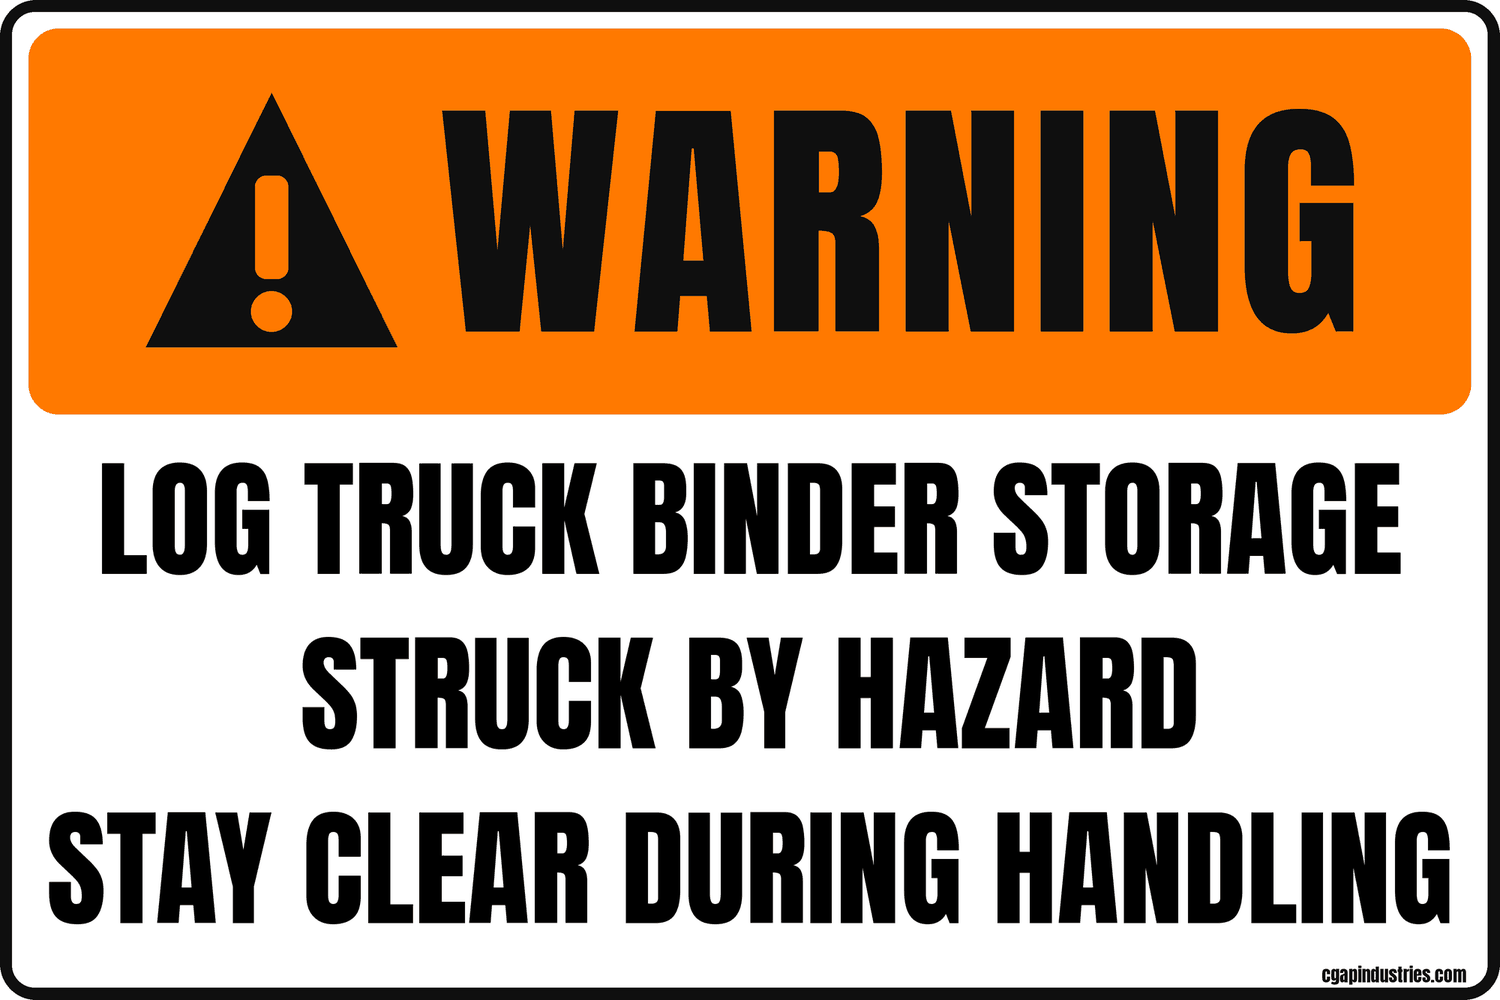 WARNING
LOG TRUCK BINDER STORAGE
STRUCK BY HAZARD
STAY CLEAR DURING HANDLING
cgapindustries.com